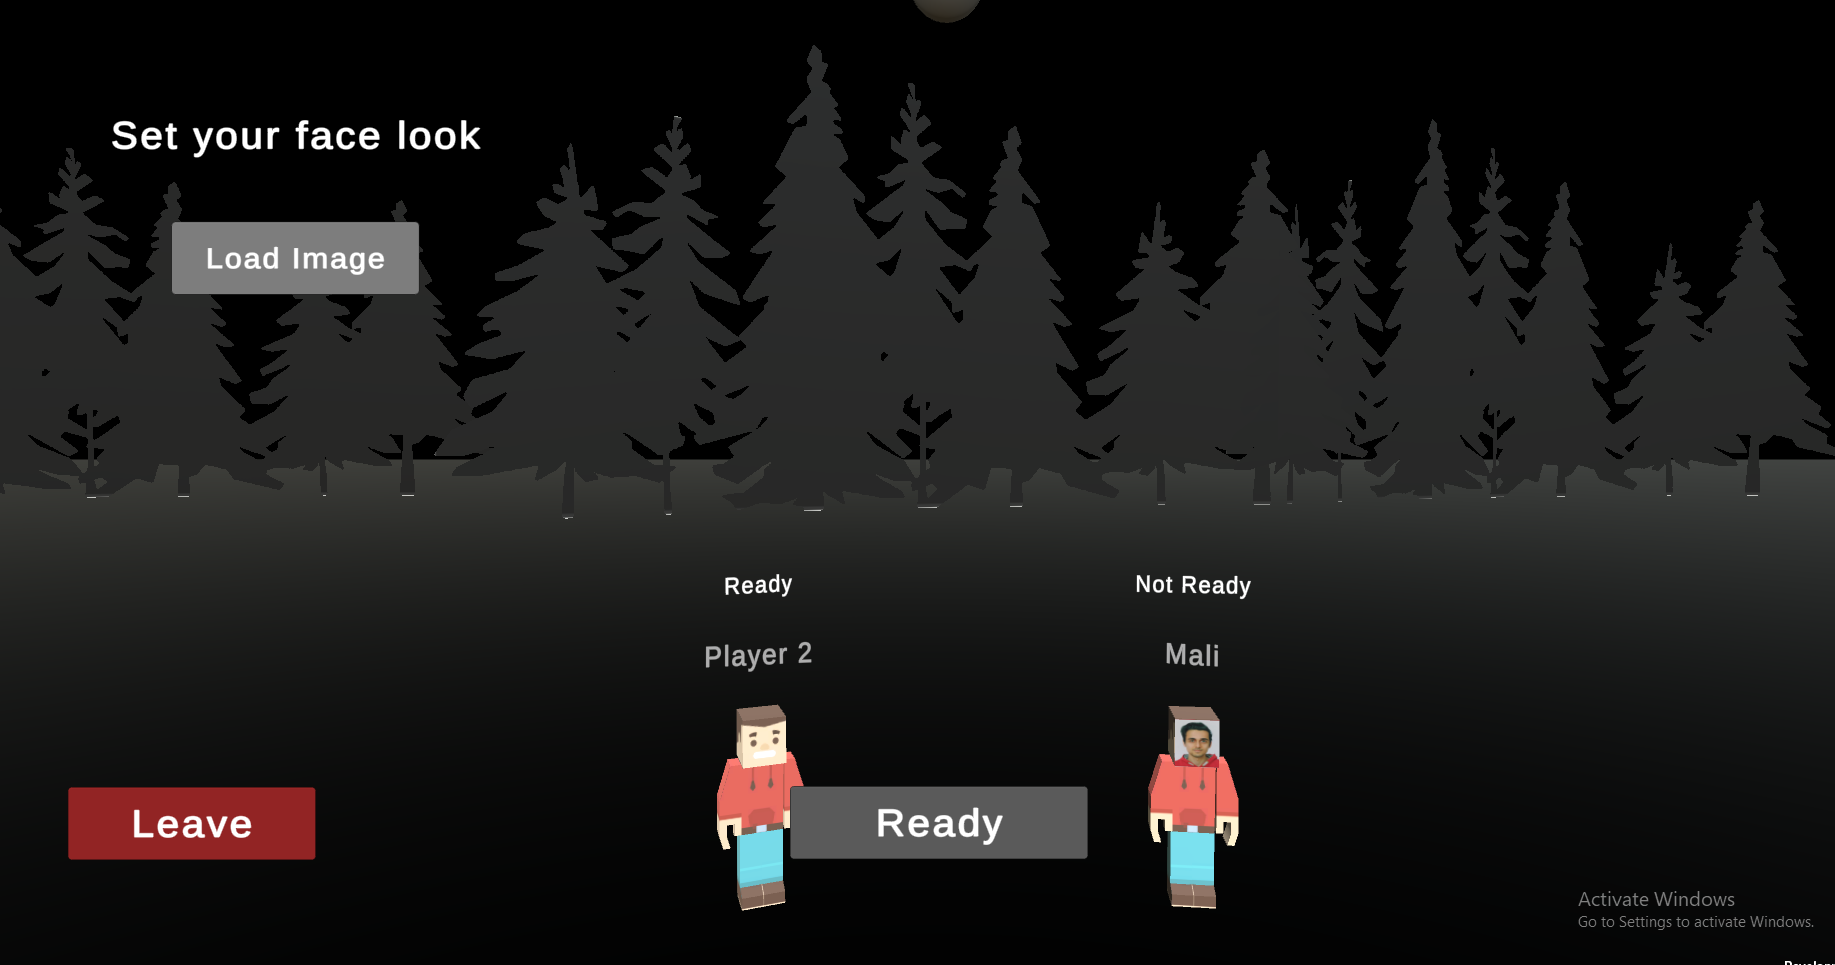 Set your face look
Load Image
Ready
Not Ready
Player 2
Mali
Leave
Ready
Activate Windows
Go to Settings to activate Windows.